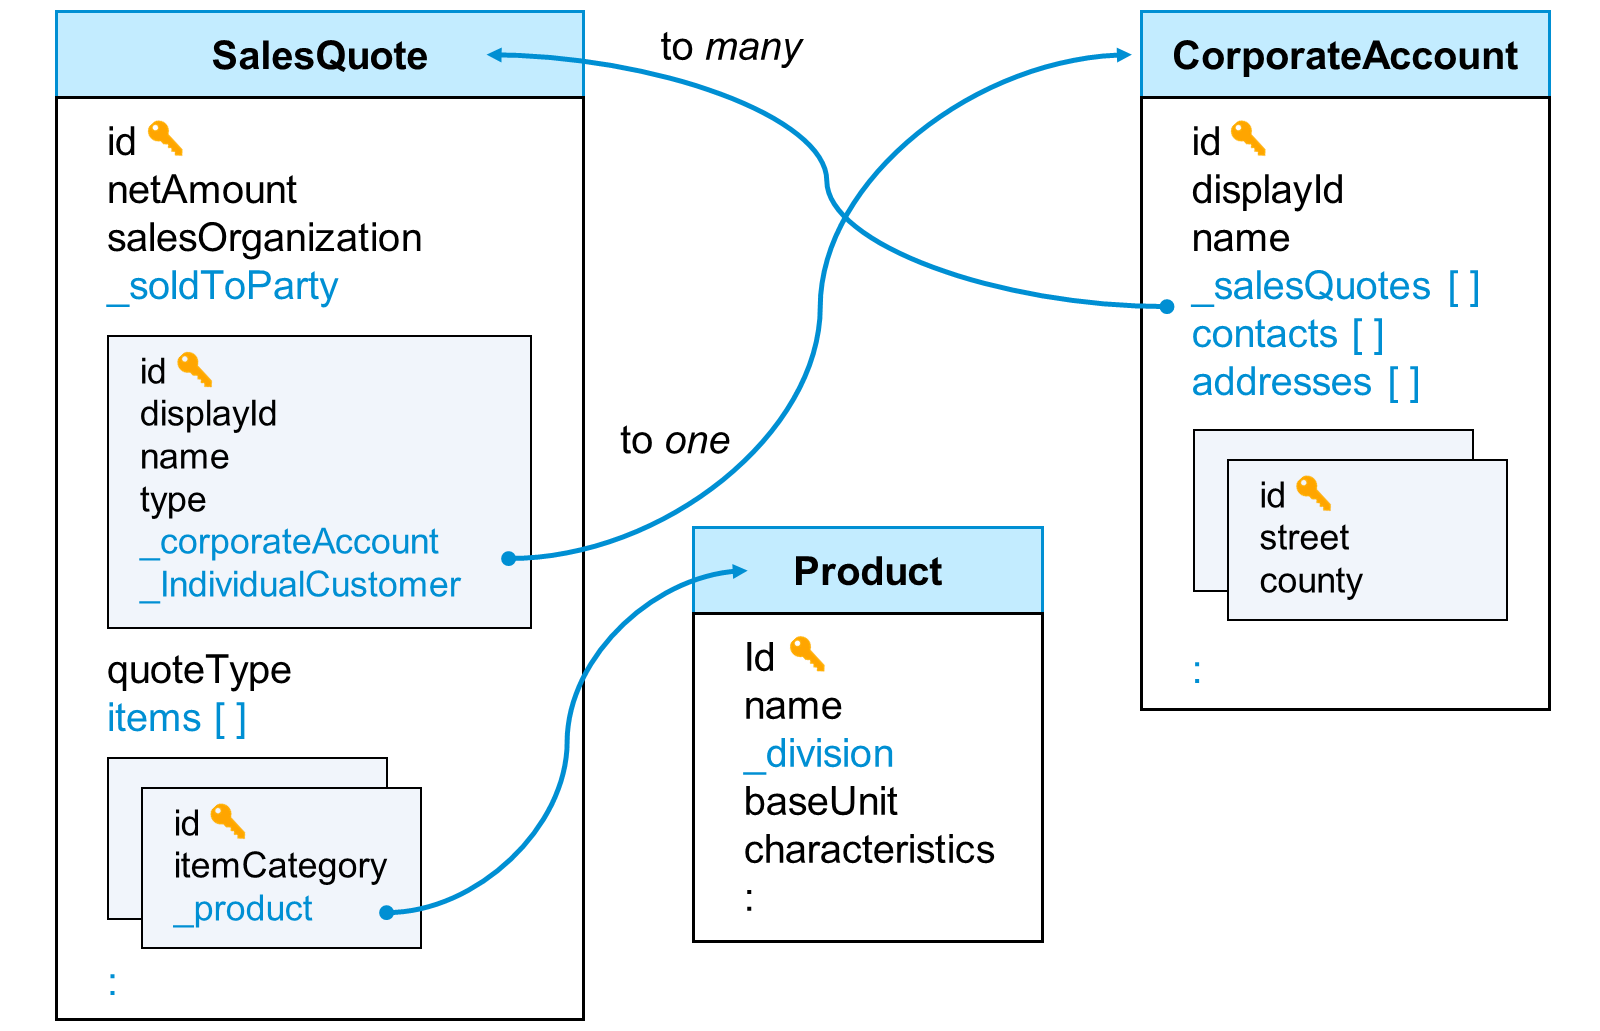 SalesQuote
id
netAmount
salesOrganization
_soldToParty
id
displayId
name
type
_corporateAccount
_IndividualCustomer
quoteType
items [ ]
id
itemCategory
_product
:
to many
to one
Product
Id
name
_division
baseUnit
characteristics
:
CorporateAccount
id
displayId
name
_salesQuotes [ ]
contacts [ ]
addresses [ ]
id
street
county
: